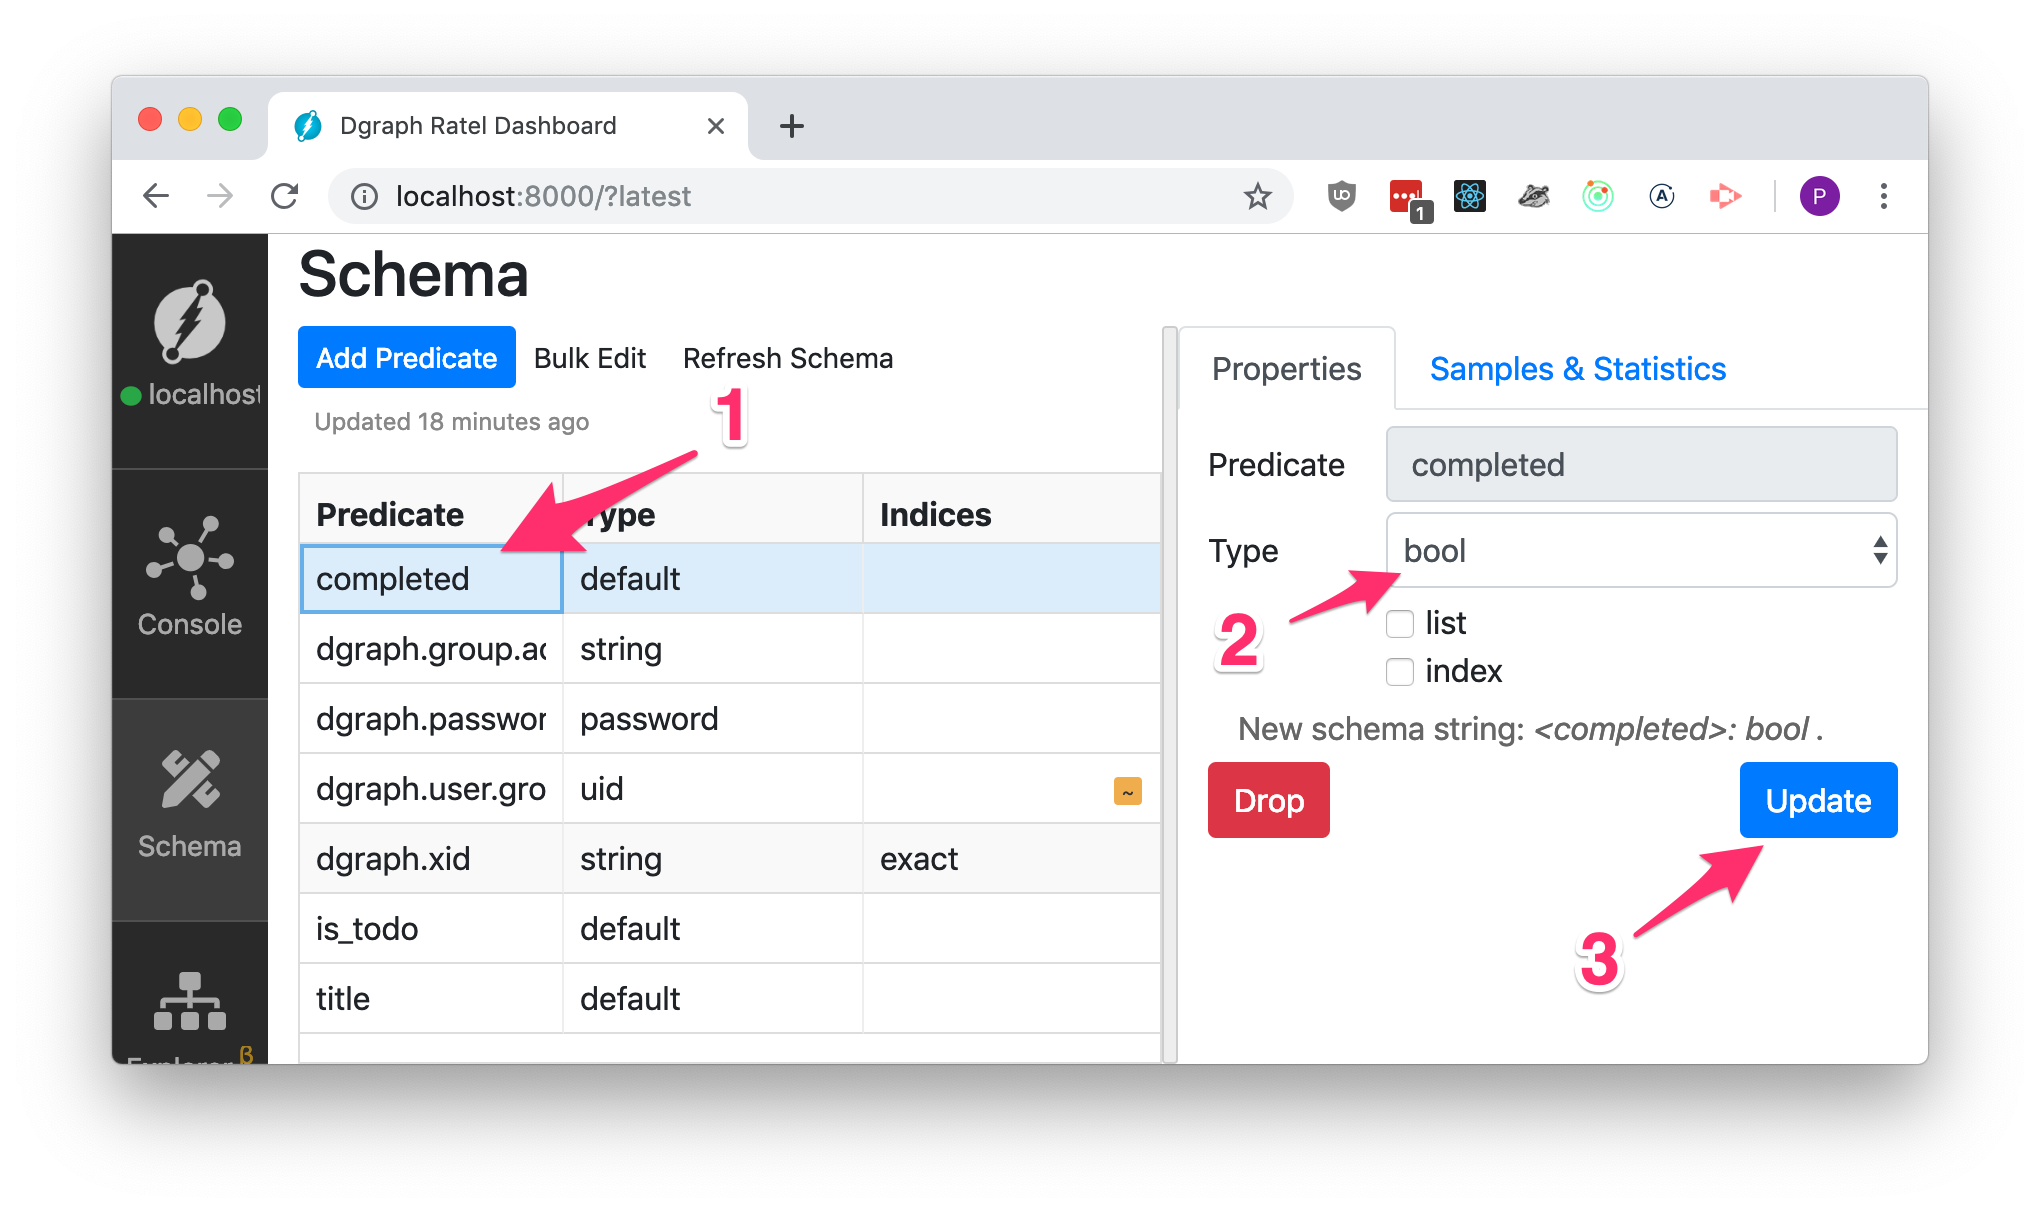 Dgraph Ratel Dashboard
localhost:8000/?latest
1
P
localhost
Console
Schema
Explorer β
Schema
Add Predicate Bulk Edit Refresh Schema
Updated 18 minutes ago
1
Predicate Type Indices
completed default
dgraph.group.ac string
dgraph.passwor password
dgraph.user.gro uid ~
dgraph.xid string exact
is_todo default
title default
Properties Samples & Statistics
Predicate completed
Type bool
2
list
index
New schema string: <completed>: bool .
Drop Update
3